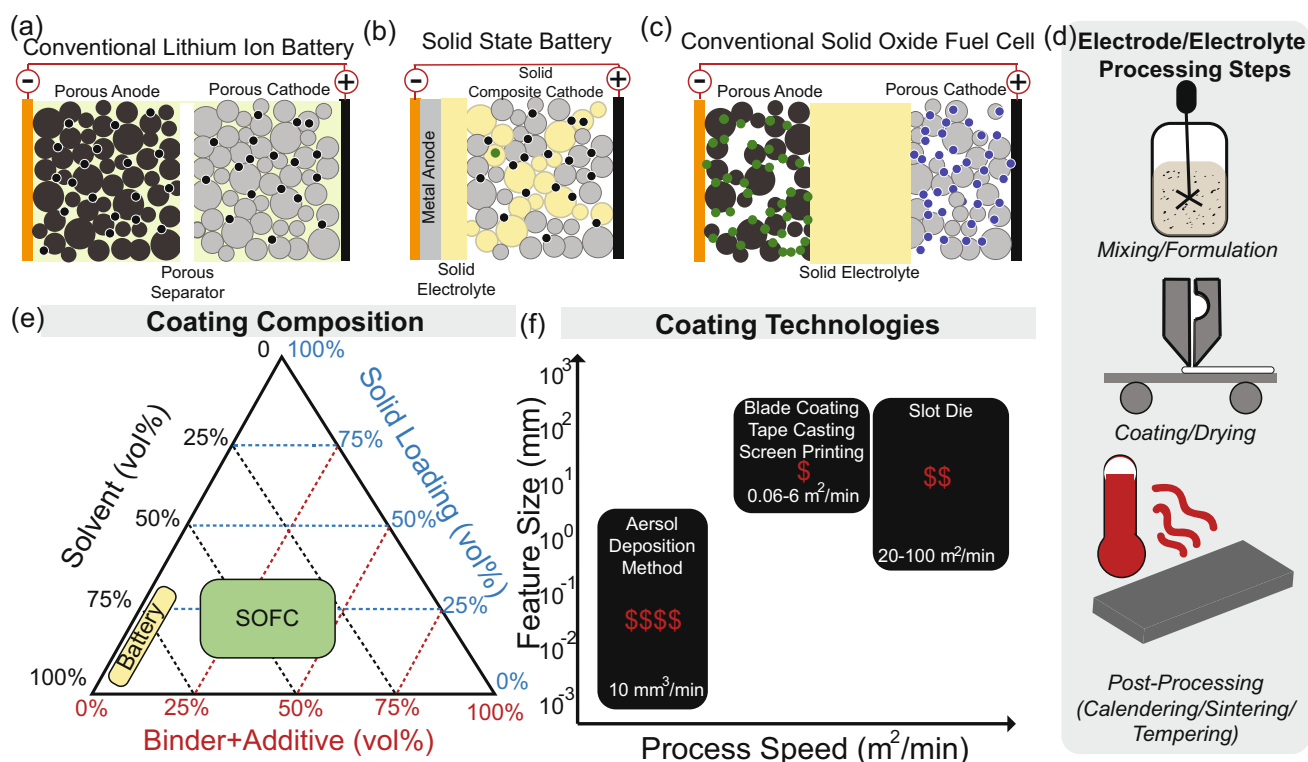 (a)
Conventional Lithium Ion Battery
-
+
Porous Anode
Porous Cathode
Porous
Separator
(b)
Solid State Battery
-
+
Solid
Composite Cathode
Metal Anode
Solid
Electrolyte
(c)
Conventional Solid Oxide Fuel Cell
-
+
Porous Anode
Porous Cathode
Solid Electrolyte
(d)
Electrode/Electrolyte
Processing Steps
Mixing/Formulation
Coating/Drying
Post-Processing
(Calendering/Sintering/
Tempering)
(e)
Coating Composition
0
100%
25%
75%
50%
50%
75%
25%
100%
0%
Solvent (vol%)
Solid Loading (vol%)
Battery
SOFC
0%
25%
50%
75%
100%
Binder+Additive (vol%)
(f)
Coating Technologies
Feature Size (mm)
10³
10²
10¹
10⁰
10⁻¹
10⁻²
10⁻³
Aersol
Deposition
Method
$$$$
10 mm³/min
Blade Coating
Tape Casting
Screen Printing
$
0.06-6 m²/min
Slot Die
$$
20-100 m²/min
Process Speed (m²/min)